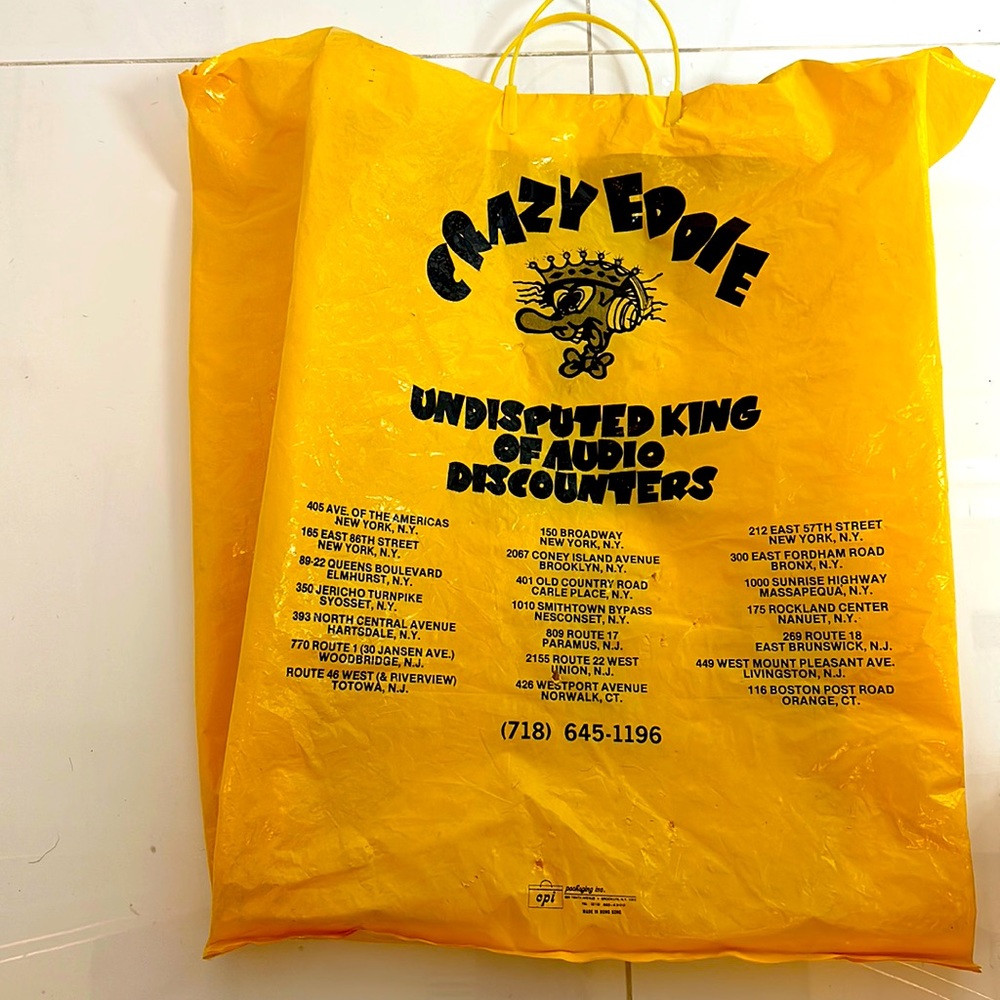 CRAZY EDDIE
UNDISPUTED KING
OF AUDIO
DISCOUNTERS
405 AVE. OF THE AMERICAS
NEW YORK, N.Y.
165 EAST 86TH STREET
NEW YORK, N.Y.
89-22 QUEENS BOULEVARD
ELMHURST, N.Y.
350 JERICHO TURNPIKE
SYOSSET, N.Y.
393 NORTH CENTRAL AVENUE
HARTSDALE, N.Y.
770 ROUTE 1 (30 JANSEN AVE.)
WOODBRIDGE, N.J.
ROUTE 46 WEST (& RIVERVIEW)
TOTOWA, N.J.
150 BROADWAY
NEW YORK, N.Y.
2067 CONEY ISLAND AVENUE
BROOKLYN, N.Y.
401 OLD COUNTRY ROAD
CARLE PLACE, N.Y.
1010 SMITHTOWN BYPASS
NESCONSET, N.Y.
809 ROUTE 17
PARAMUS, N.J.
2155 ROUTE 22 WEST
UNION, N.J.
426 WESTPORT AVENUE
NORWALK, CT.
212 EAST 57TH STREET
NEW YORK, N.Y.
300 EAST FORDHAM ROAD
BRONX, N.Y.
1000 SUNRISE HIGHWAY
MASSAPEQUA, N.Y.
175 ROCKLAND CENTER
NANUET, N.Y.
269 ROUTE 18
EAST BRUNSWICK, N.J.
449 WEST MOUNT PLEASANT AVE.
LIVINGSTON, N.J.
116 BOSTON POST ROAD
ORANGE, CT.
(718) 645-1196
opi
packaging inc.
MADE IN HONG KONG